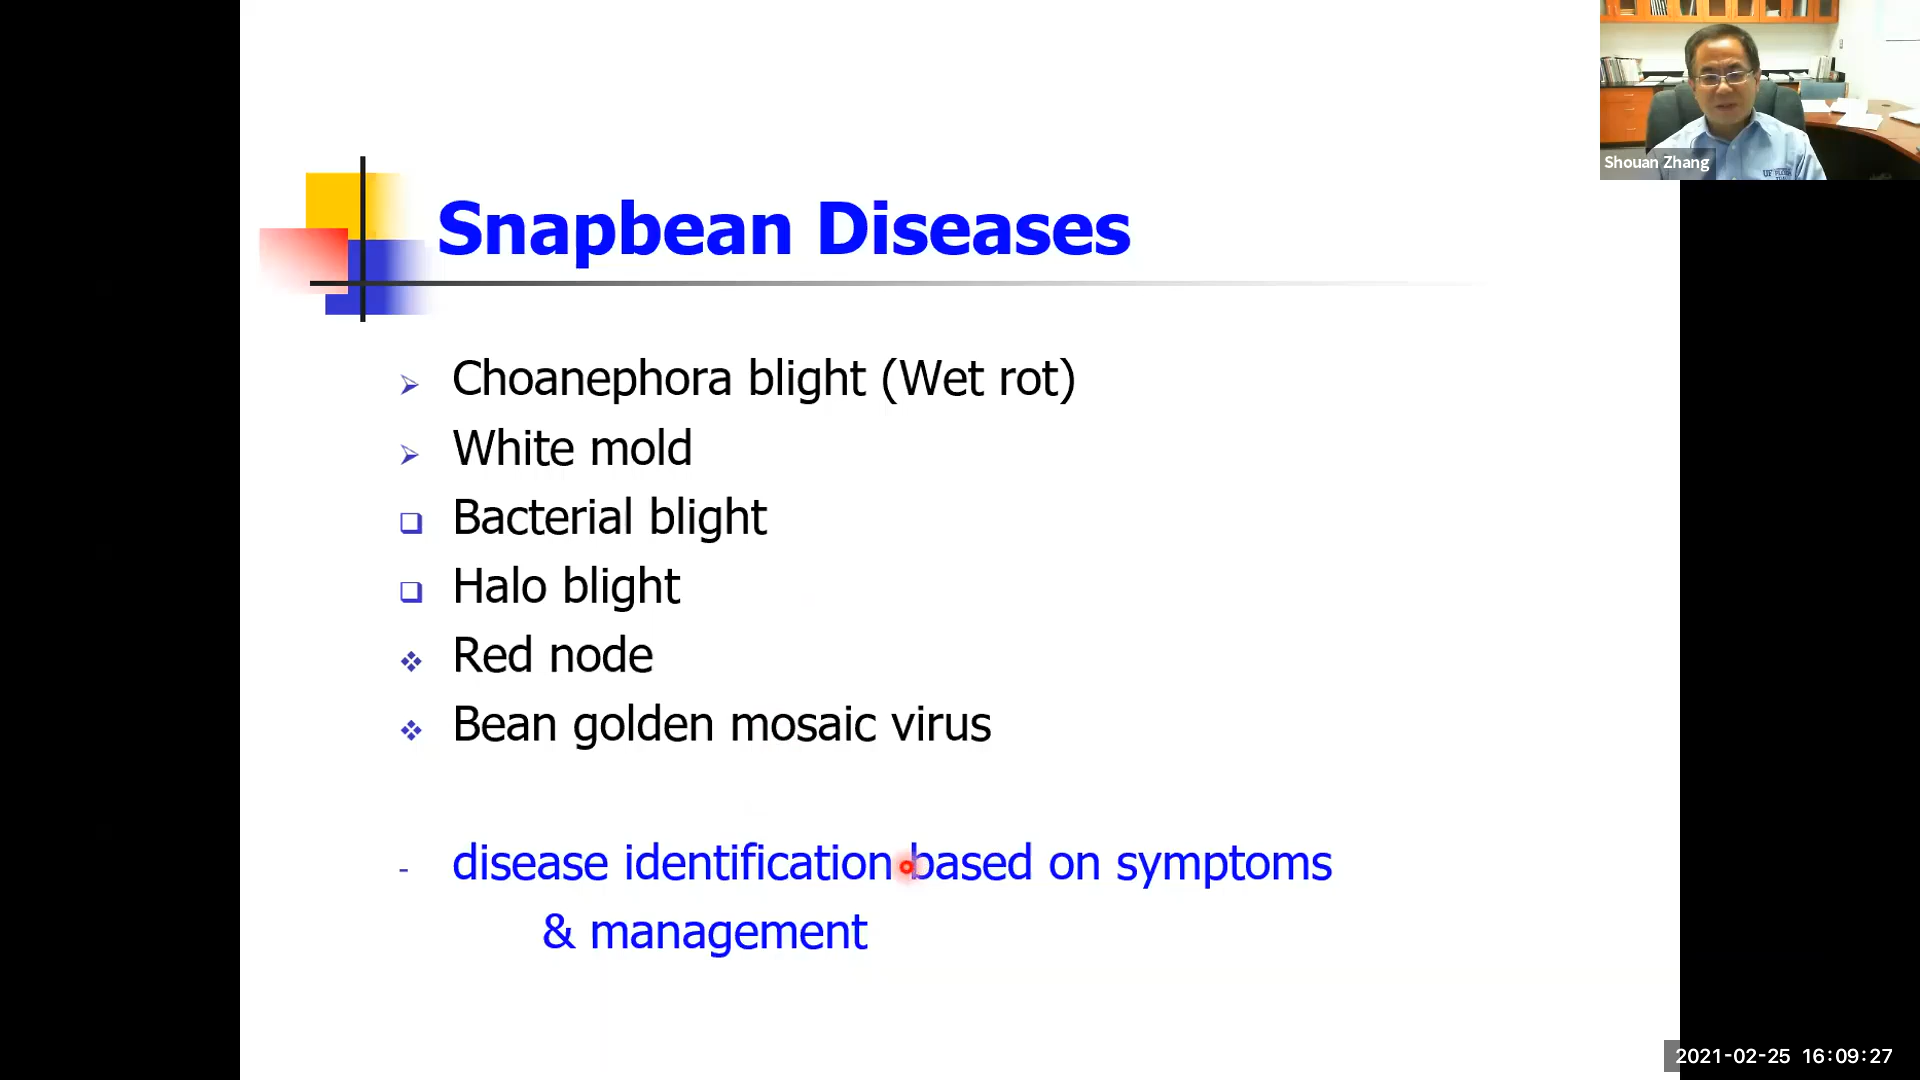 Snapbean Diseases
Choanephora blight (Wet rot)
White mold
Bacterial blight
Halo blight
Red node
Bean golden mosaic virus
- disease identification based on symptoms
& management
Shouan Zhang
2021-02-25 16:09:27